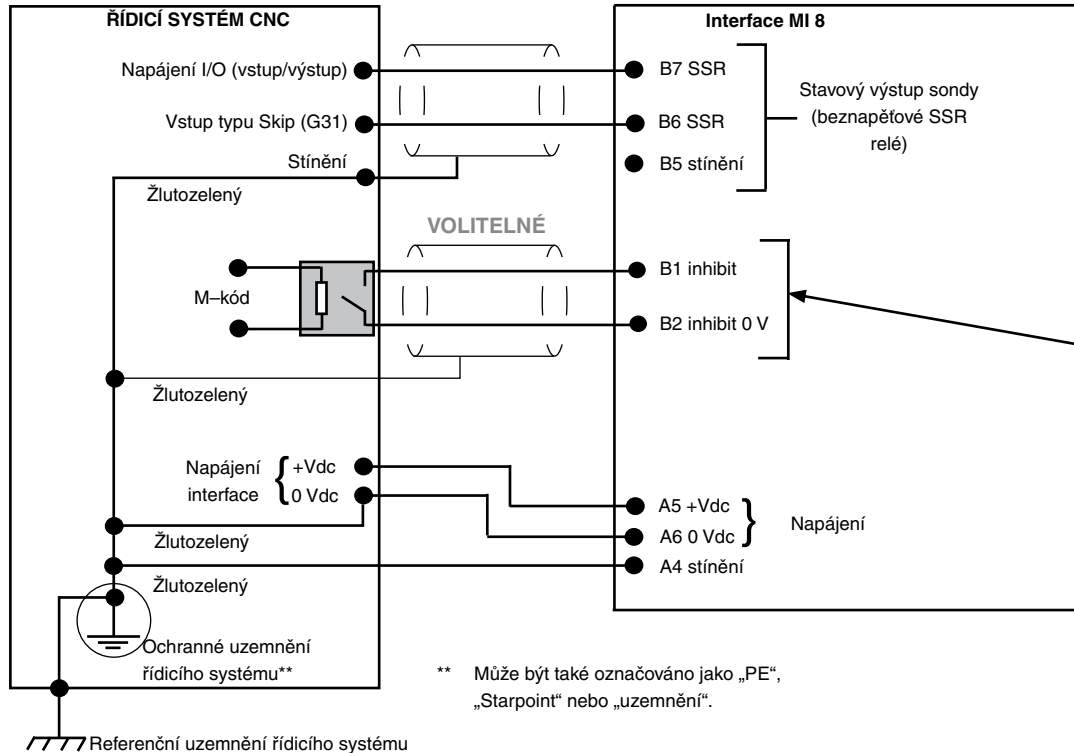 ŘÍDICÍ SYSTÉM CNC
Interface MI 8
Napájení I/O (vstup/výstup)
B7 SSR
Vstup typu Skip (G31)
B6 SSR
Stavový výstup sondy
(beznapěťové SSR
relé)
Stínění
B5 stínění
Žlutozelený
VOLITELNÉ
M–kód
B1 inhibit
B2 inhibit 0 V
Žlutozelený
Napájení
interface
{
+Vdc
0 Vdc
A5 +Vdc
A6 0 Vdc
}
Napájení
Žlutozelený
A4 stínění
Žlutozelený
Ochranné uzemnění
řídicího systému**
** Může být také označováno jako „PE“,
„Starpoint“ nebo „uzemnění“.
Referenční uzemnění řídicího systému